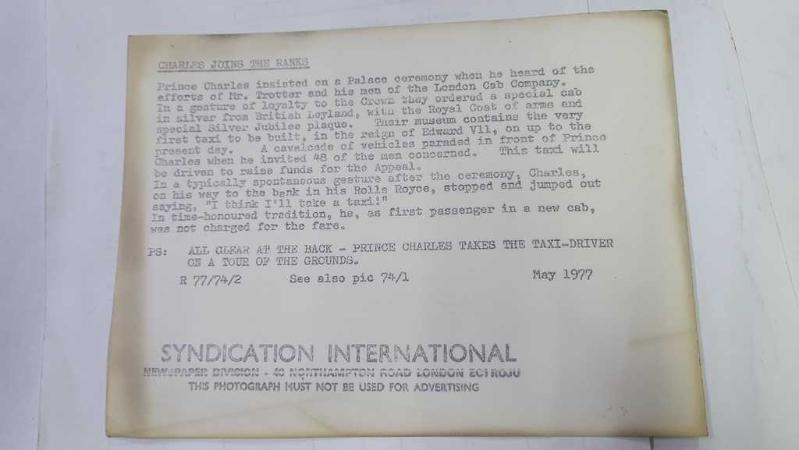 CHARLES JOINS THE RANKS
Prince Charles insisted on a Palace ceremony when he heard of the
efforts of Mr. Trotter and his men of the London Cab Company.
In a gesture of loyalty to the Crown they ordered a special cab
in silver from British Leyland, with the Royal Coat of arms and
special Silver Jubilee plaque. Their museum contains the very
first taxi to be built, in the reign of Edward V11, on up to the
present day. A cavalcade of vehicles paraded in front of Prince
Charles when he invited 48 of the men concerned. This taxi will
be driven to raise funds for the Appeal.
In a typically spontaneous gesture after the ceremony, Charles,
on his way to the bank in his Rolls Royce, stopped and jumped out
saying, "I think I'll take a taxi!"
In time-honoured tradition, he, as first passenger in a new cab,
was not charged for the fare.
PS: ALL CLEAR AT THE BACK - PRINCE CHARLES TAKES THE TAXI-DRIVER
ON A TOUR OF THE GROUNDS.
R 77/74/2 See also pic 74/1 May 1977
SYNDICATION INTERNATIONAL
NEWSPAPER DIVISION - 40 NORTHAMPTON ROAD LONDON EC1R0JU
THIS PHOTOGRAPH MUST NOT BE USED FOR ADVERTISING